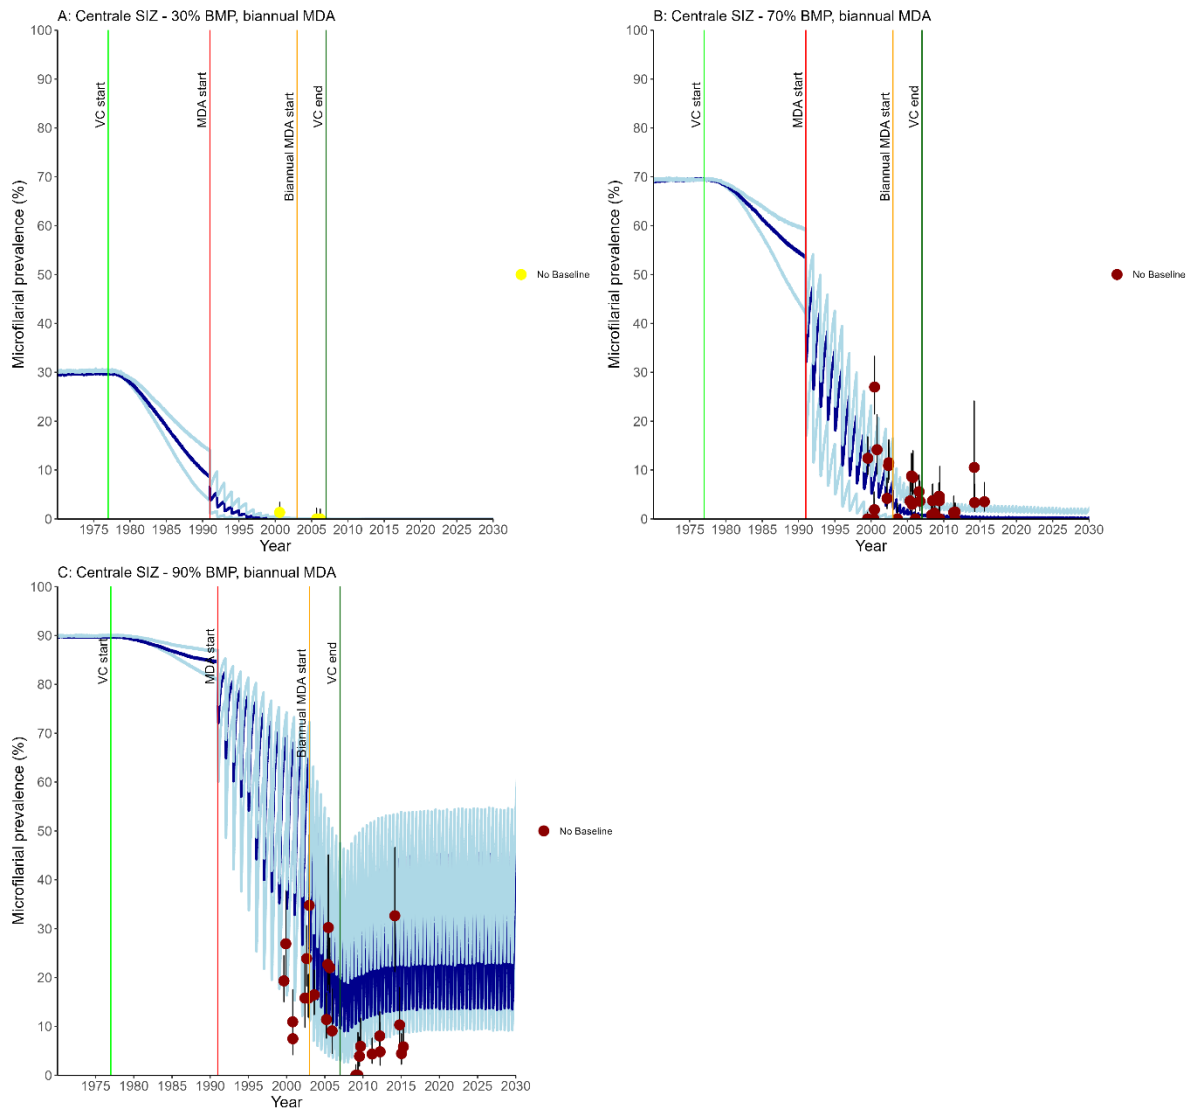 A: Centrale SIZ - 30% BMP, biannual MDA
100
90
80
70
60
50
40
30
20
10
0
Microfilarial prevalence (%)
VC start
MDA start
Biannual MDA start
VC end
No Baseline
1975 1980 1985 1990 1995 2000 2005 2010 2015 2020 2025 2030
Year
B: Centrale SIZ - 70% BMP, biannual MDA
100
90
80
70
60
50
40
30
20
10
0
Microfilarial prevalence (%)
VC start
MDA start
Biannual MDA start
VC end
No Baseline
1975 1980 1985 1990 1995 2000 2005 2010 2015 2020 2025 2030
Year
C: Centrale SIZ - 90% BMP, biannual MDA
100
90
80
70
60
50
40
30
20
10
0
Microfilarial prevalence (%)
VC start
MDA start
Biannual MDA start
VC end
No Baseline
1975 1980 1985 1990 1995 2000 2005 2010 2015 2020 2025 2030
Year